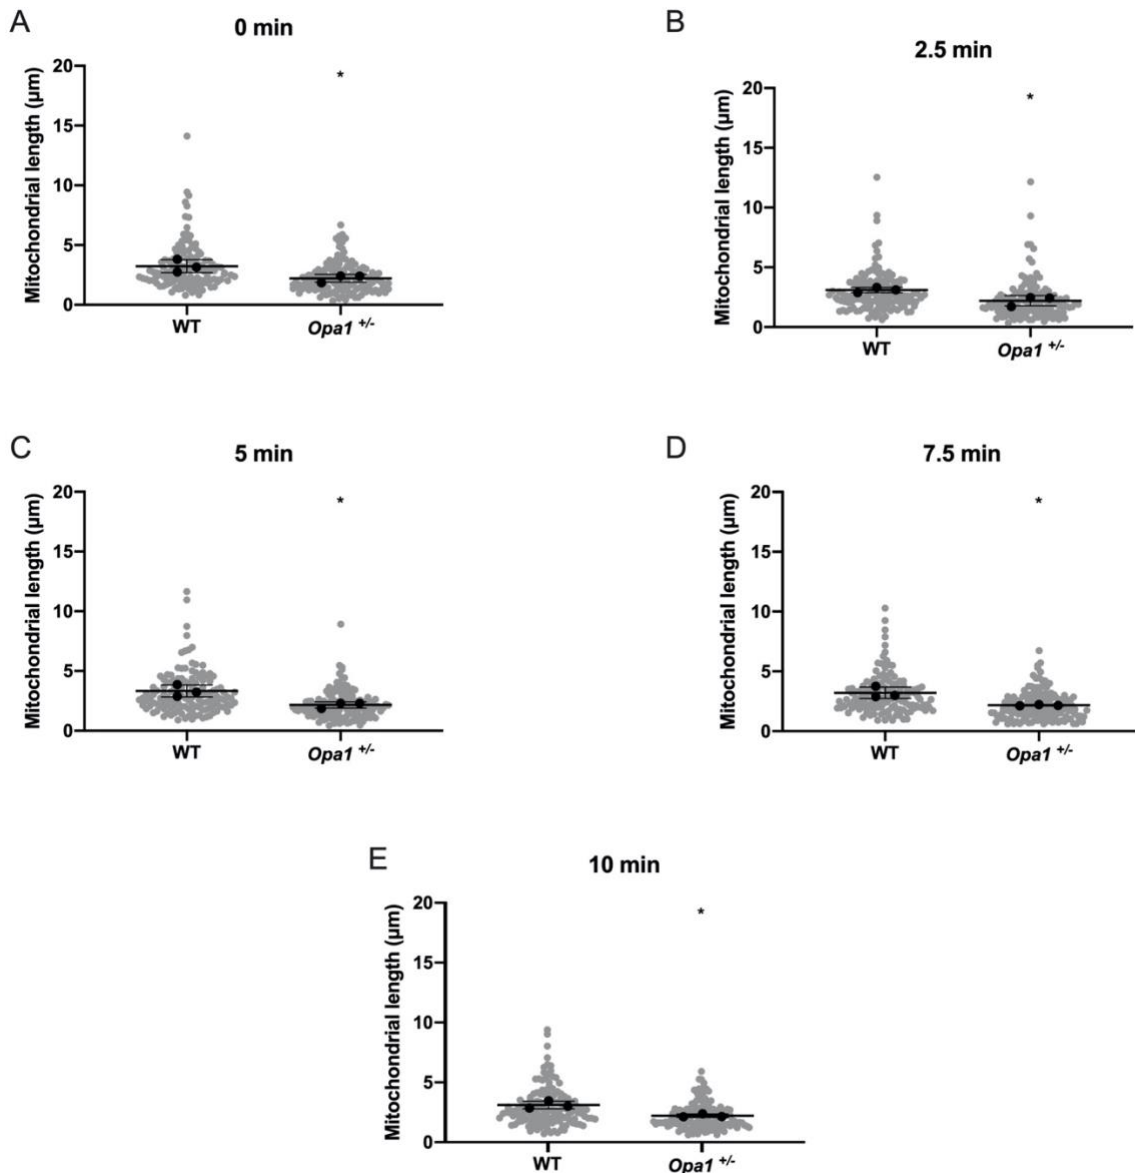 A
0 min
Mitochondrial length (µm)
20
15
10
5
0
*
WT
Opa1 +/-
B
2.5 min
Mitochondrial length (µm)
20
15
10
5
0
*
WT
Opa1 +/-
C
5 min
Mitochondrial length (µm)
20
15
10
5
0
*
WT
Opa1 +/-
D
7.5 min
Mitochondrial length (µm)
20
15
10
5
0
*
WT
Opa1 +/-
E
10 min
Mitochondrial length (µm)
20
15
10
5
0
*
WT
Opa1 +/-